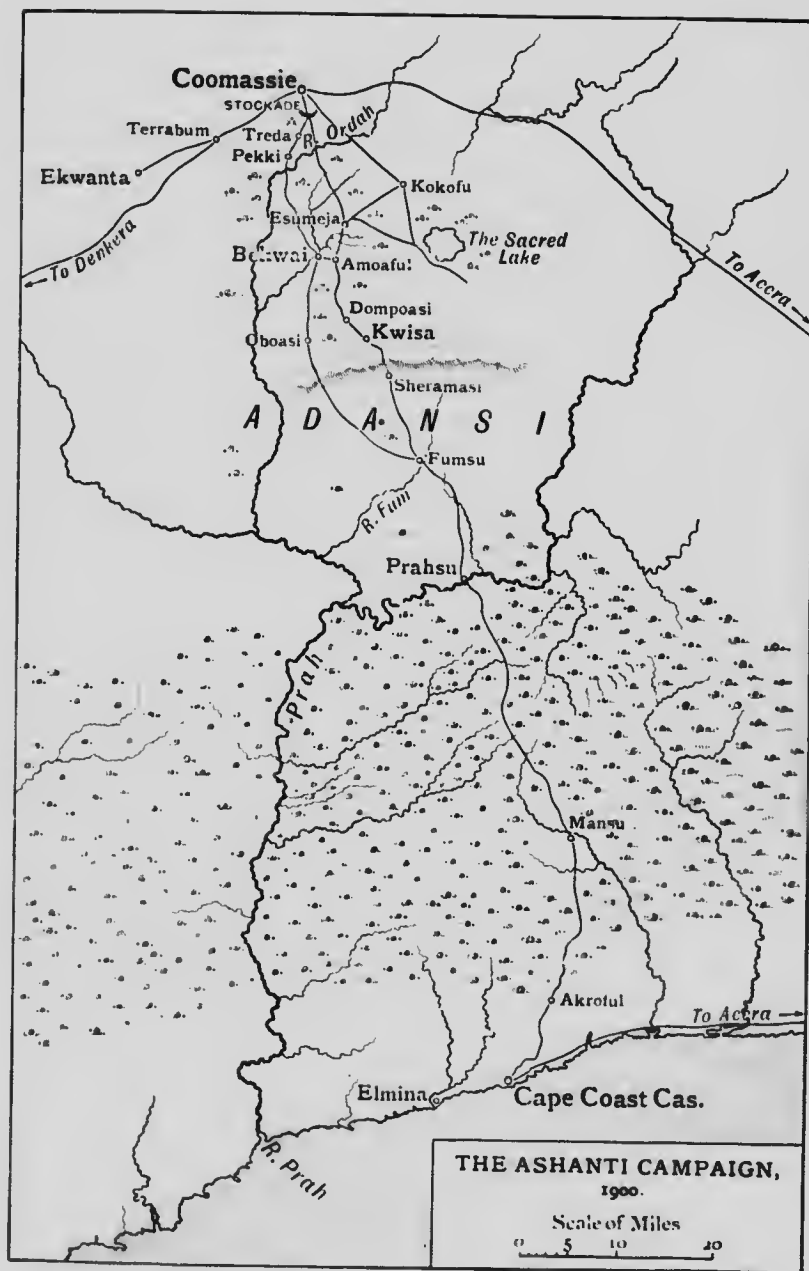 Coomassie
STOCKADE
Terrabum
Treda
R. Ordah
Pekki
Ekwanta
Kokofu
Esumeja
The Sacred
Lake
To Denkera
Bekwai
Amoaful
To Accra
Dompoasi
Kwisa
Oboasi
Sheramasi
ADANSI
Fumsu
R. Fum
Prahsu
Prah
Mansu
Akroful
To Accra
Elmina
Cape Coast Cas.
R. Prah
THE ASHANTI CAMPAIGN,
1900.
Scale of Miles
0 5 10 20